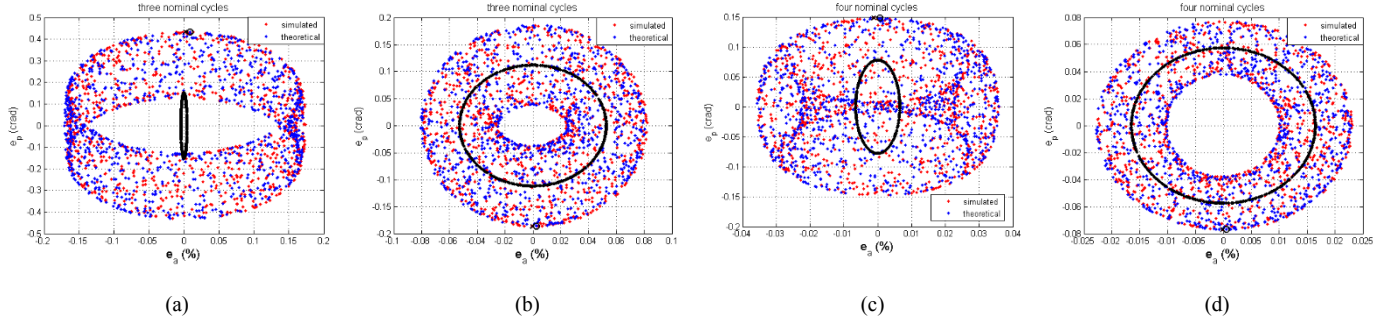 three nominal cycles
simulated
theoretical
e_p (crad)
0.5
0.4
0.3
0.2
0.1
0
-0.1
-0.2
-0.3
-0.4
-0.5
-0.2 -0.15 -0.1 -0.05 0 0.05 0.1 0.15 0.2
e_a (%)
(a)
three nominal cycles
simulated
theoretical
e_p (crad)
0.2
0.15
0.1
0.05
0
-0.05
-0.1
-0.15
-0.2
-0.1 -0.08 -0.06 -0.04 -0.02 0 0.02 0.04 0.06 0.08 0.1
e_a (%)
(b)
four nominal cycles
simulated
theoretical
e_p (crad)
0.15
0.1
0.05
0
-0.05
-0.1
-0.15
-0.2
-0.04 -0.03 -0.02 -0.01 0 0.01 0.02 0.03 0.04
e_a (%)
(c)
four nominal cycles
simulated
theoretical
e_p (crad)
0.08
0.06
0.04
0.02
0
-0.02
-0.04
-0.06
-0.08
-0.025 -0.02 -0.015 -0.01 -0.005 0 0.005 0.01 0.015 0.02 0.025
e_a (%)
(d)